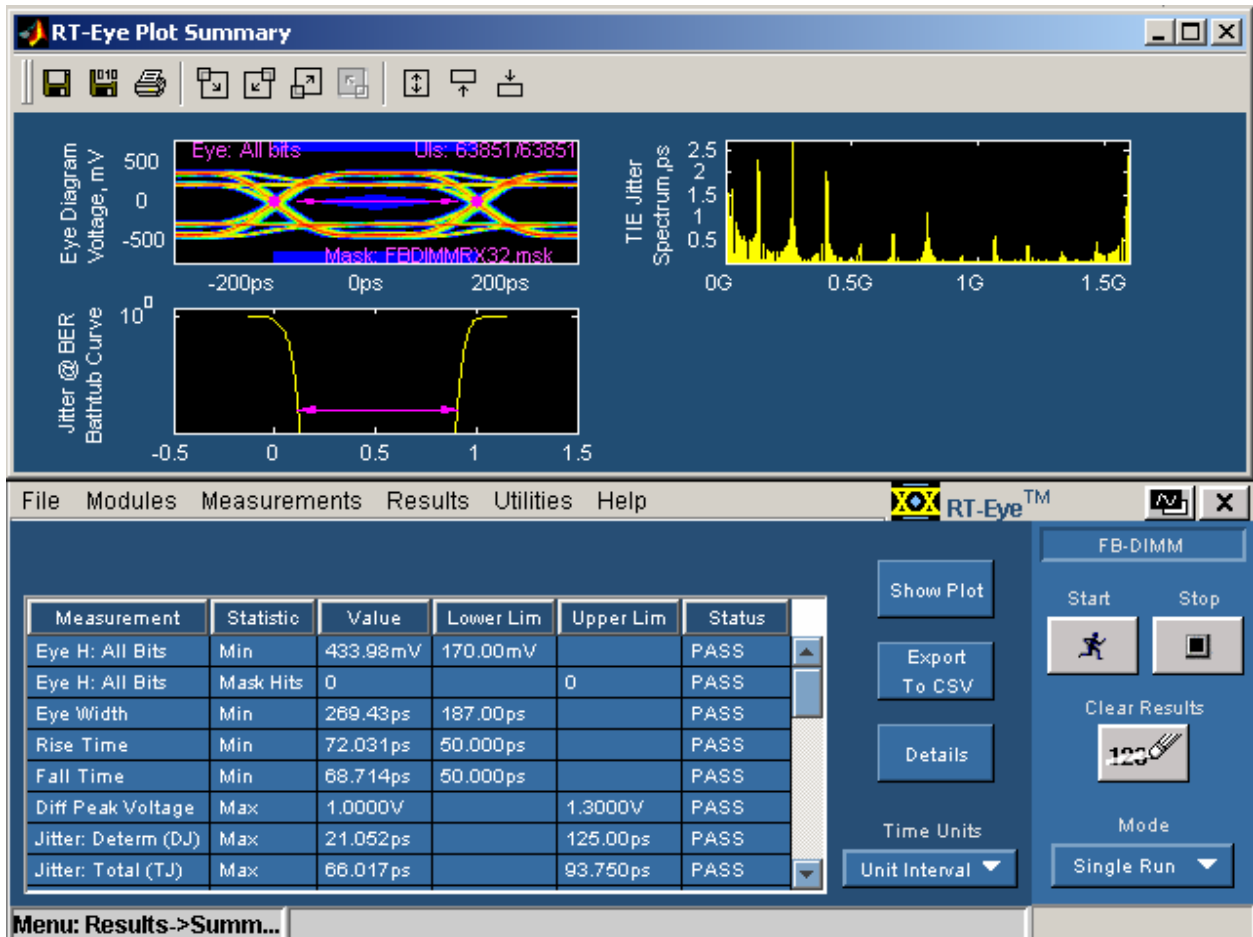 RT-Eye Plot Summary
Eye Diagram
Voltage, mV
500
0
-500
Eye: All bits
UIs: 63851/63851
Mask: FBDIMMRX32.msk
-200ps 0ps 200ps
TIE Jitter
Spectrum,ps
2.5
2
1.5
1
0.5
0G 0.5G 1G 1.5G
Jitter @ BER
Bathtub Curve
10^0
-0.5 0 0.5 1 1.5
File Modules Measurements Results Utilities Help
RT-Eye™
FB-DIMM
Measurement Statistic Value Lower Lim Upper Lim Status
Eye H: All Bits Min 433.98mV 170.00mV PASS
Eye H: All Bits Mask Hits 0 0 PASS
Eye Width Min 269.43ps 187.00ps PASS
Rise Time Min 72.031ps 50.000ps PASS
Fall Time Min 68.714ps 50.000ps PASS
Diff Peak Voltage Max 1.0000V 1.3000V PASS
Jitter: Determ (DJ) Max 21.052ps 125.00ps PASS
Jitter: Total (TJ) Max 66.017ps 93.750ps PASS
Show Plot
Export
To CSV
Details
Time Units
Unit Interval
Start Stop
Clear Results
123
Mode
Single Run
Menu: Results->Summ...